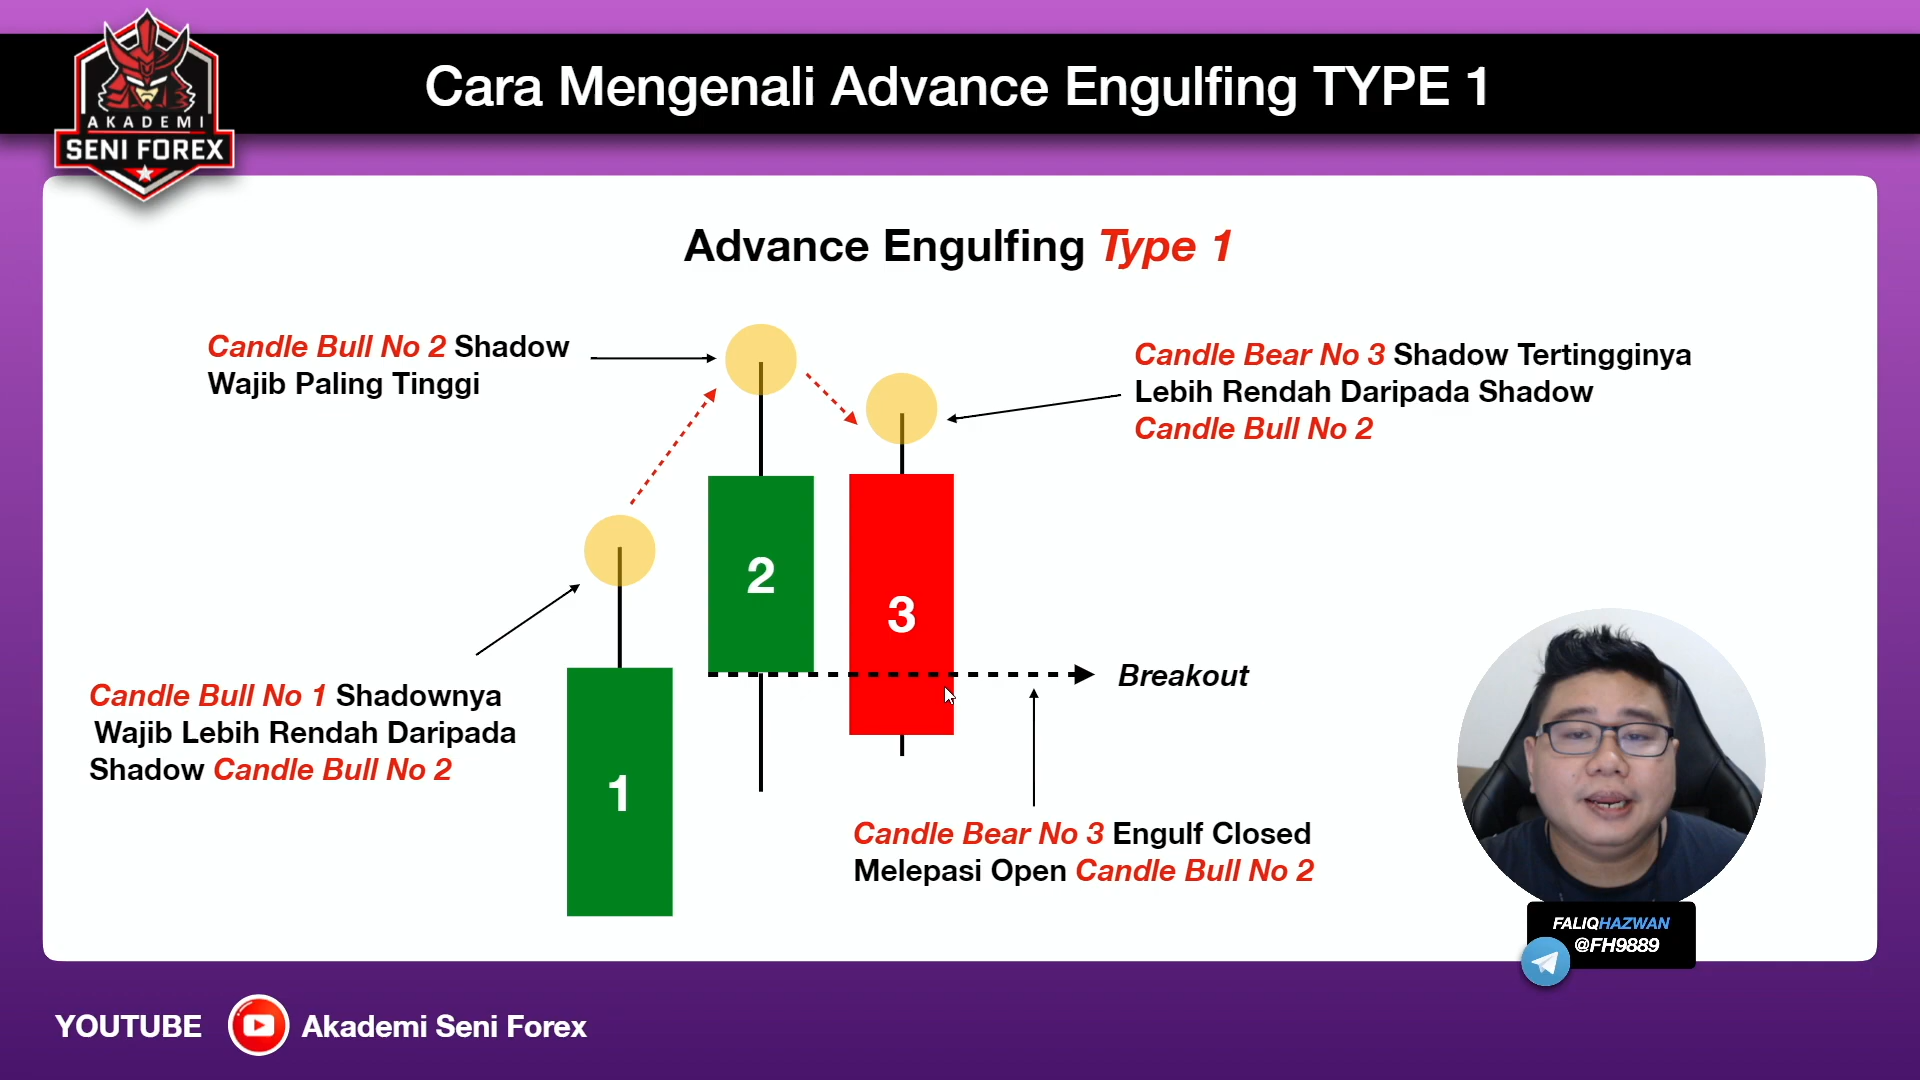 AKADEMI
SENI FOREX
Cara Mengenali Advance Engulfing TYPE 1
Advance Engulfing Type 1
Candle Bull No 2 Shadow
Wajib Paling Tinggi
Candle Bear No 3 Shadow Tertingginya
Lebih Rendah Daripada Shadow
Candle Bull No 2
2
3
1
Breakout
Candle Bull No 1 Shadownya
Wajib Lebih Rendah Daripada
Shadow Candle Bull No 2
Candle Bear No 3 Engulf Closed
Melepasi Open Candle Bull No 2
FALIQHAZWAN
@FH9889
YOUTUBE Akademi Seni Forex